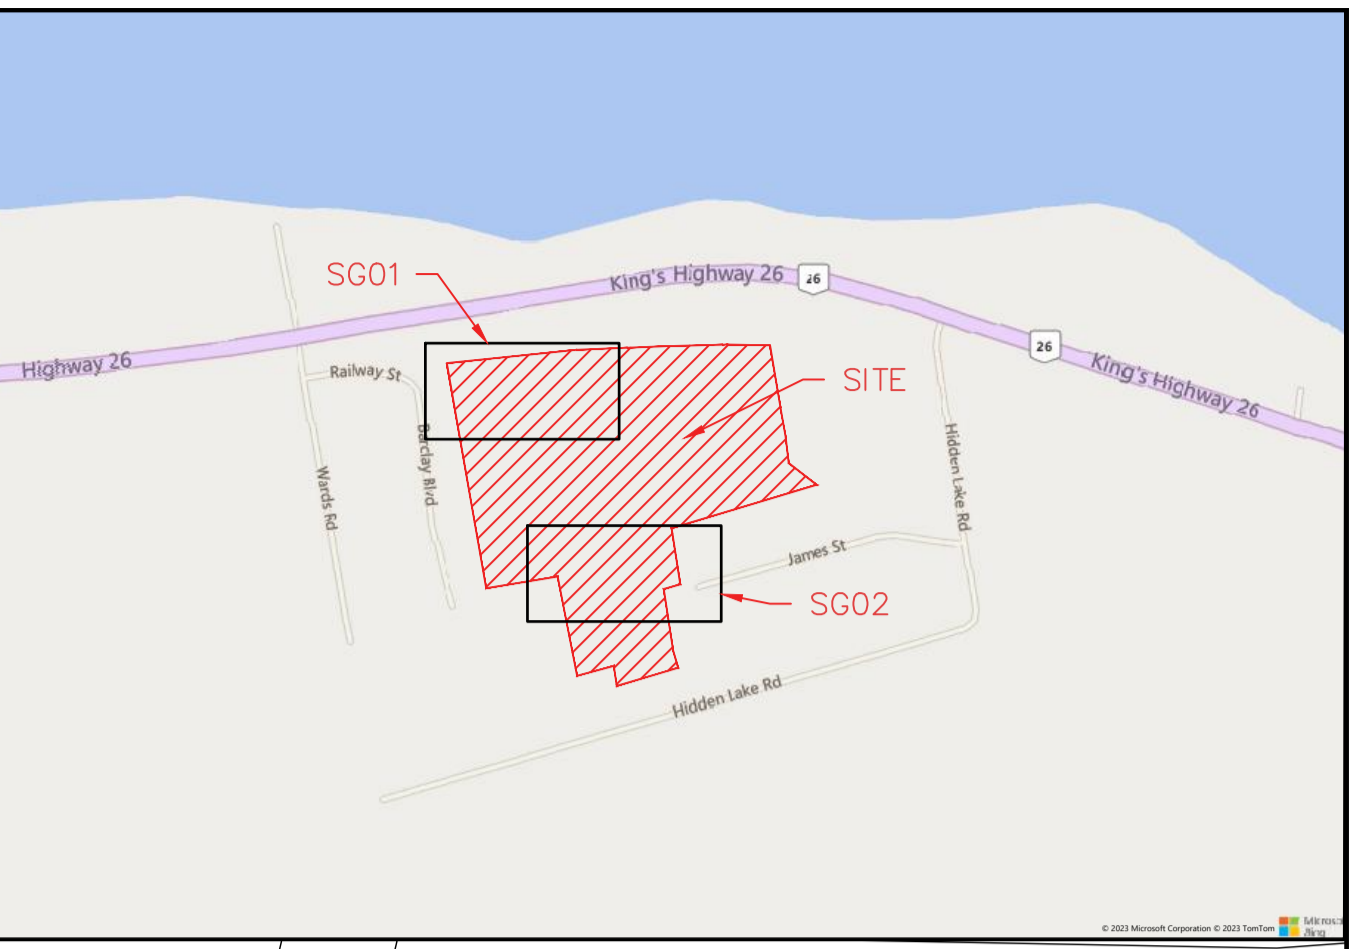 SG01
King's Highway 26
26
Highway 26
26
King's Highway 26
Railway St
SITE
Barclay Blvd
Hidden Lake Rd
Wards Rd
James St
SG02
Hidden Lake Rd
© 2023 Microsoft Corporation © 2023 TomTom
Bing